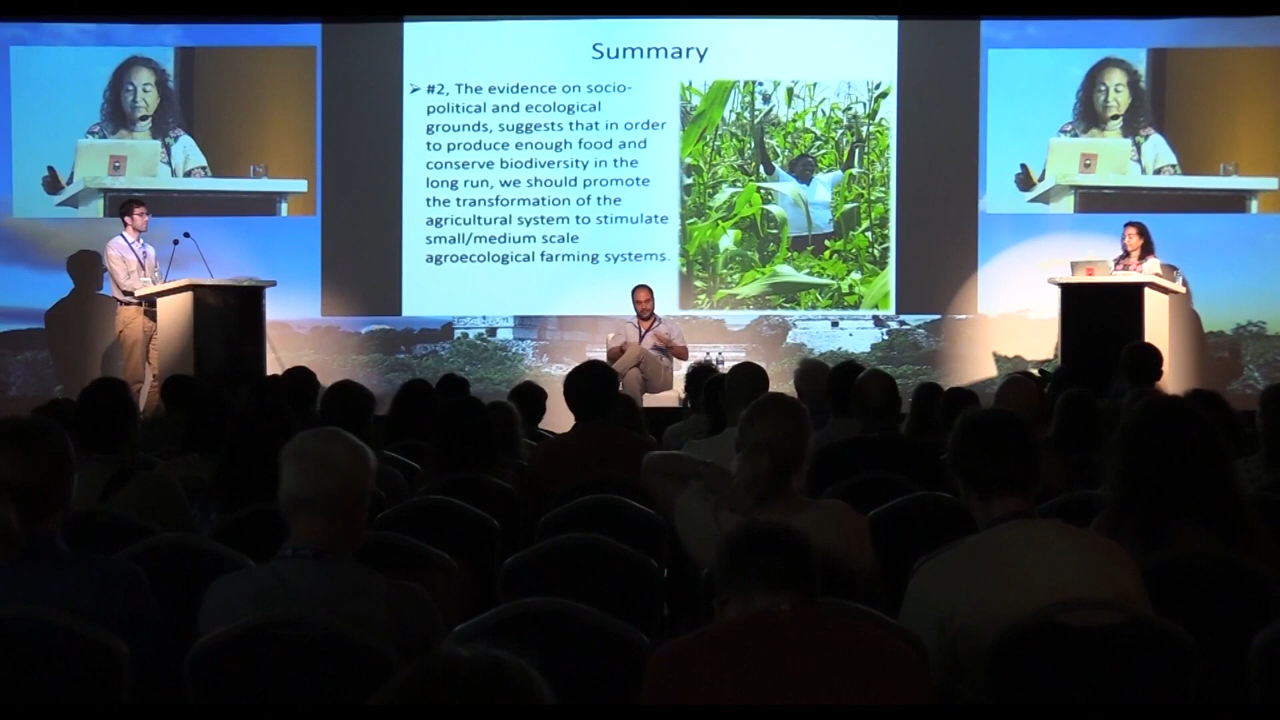 Summary
➢ #2, The evidence on socio-
political and ecological
grounds, suggests that in order
to produce enough food and
conserve biodiversity in the
long run, we should promote
the transformation of the
agricultural system to stimulate
small/medium scale
agroecological farming systems.